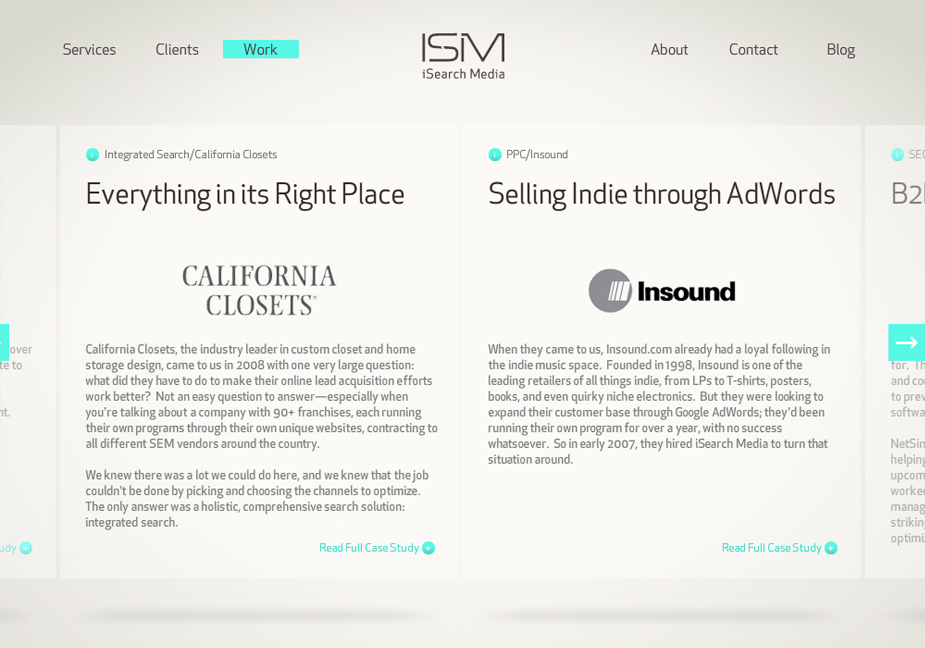 Services
Clients
Work
ISM
iSearch Media
About
Contact
Blog
Integrated Search/California Closets
Everything in its Right Place
CALIFORNIA
CLOSETS®
California Closets, the industry leader in custom closet and home
storage design, came to us in 2008 with one very large question:
what did they have to do to make their online lead acquisition efforts
work better?  Not an easy question to answer—especially when
you're talking about a company with 90+ franchises, each running
their own programs through their own unique websites, contracting to
all different SEM vendors around the country.
We knew there was a lot we could do here, and we knew that the job
couldn't be done by picking and choosing the channels to optimize.
The only answer was a holistic, comprehensive search solution:
integrated search.
Read Full Case Study
PPC/Insound
Selling Indie through AdWords
Insound
When they came to us, Insound.com already had a loyal following in
the indie music space.  Founded in 1998, Insound is one of the
leading retailers of all things indie, from LPs to T-shirts, posters,
books, and even quirky niche electronics.  But they were looking to
expand their customer base through Google AdWords; they'd been
running their own program for over a year, with no success
whatsoever.  So in early 2007, they hired iSearch Media to turn that
situation around.
Read Full Case Study
over
te to
nt.
udy
SEO
B2
for.  Th
and co
to prev
softwa
NetSin
helping
upcom
worked
manag
striking
optimiz